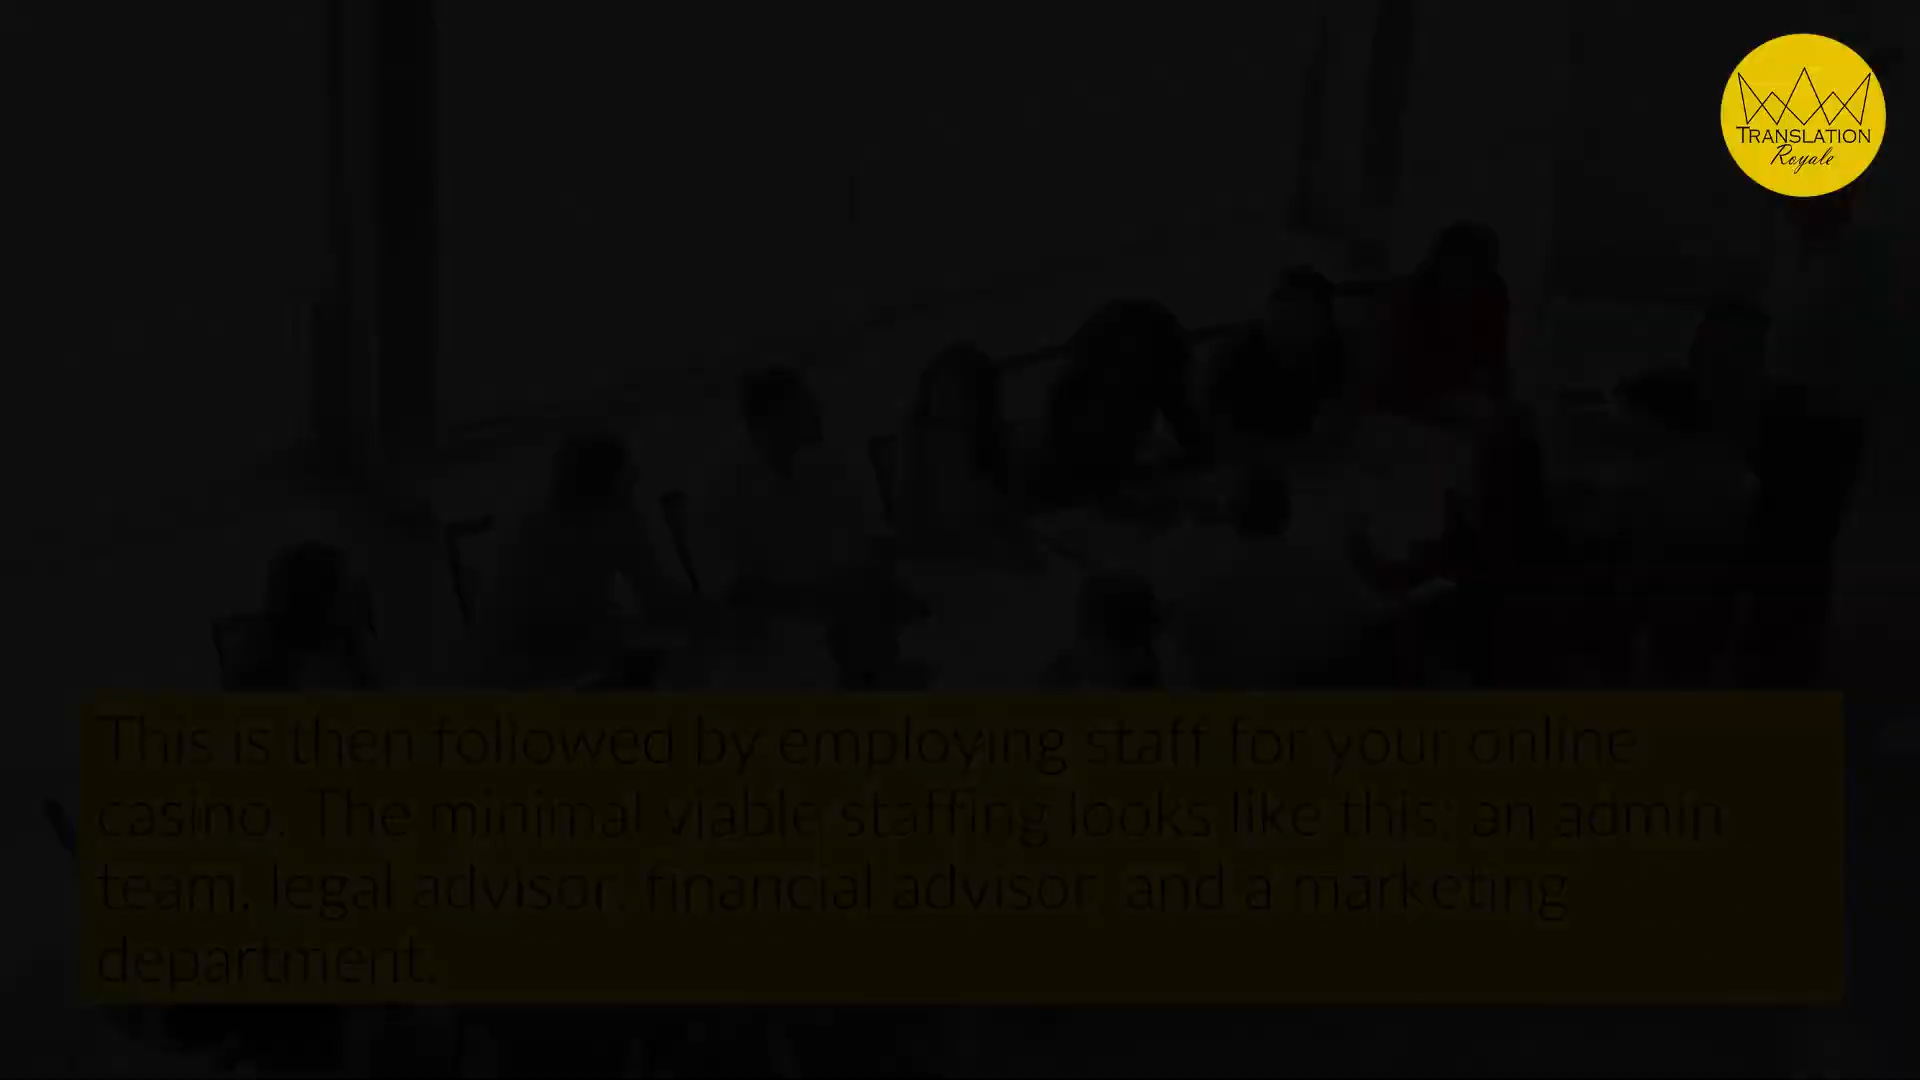 TRANSLATION
Royale
This is then followed by employing staff for your online
casino. The minimal viable staffing looks like this: an admin
team, legal advisor, financial advisor, and a marketing
department.